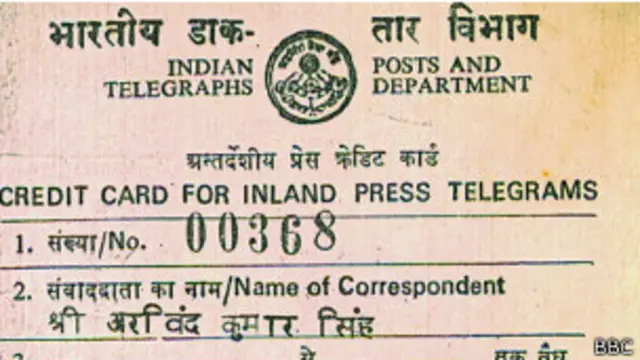 भारतीय डाक- तार विभाग
INDIAN POSTS AND
TELEGRAPHS DEPARTMENT
अन्तर्देशीय प्रेस क्रेडिट कार्ड
CREDIT CARD FOR INLAND PRESS TELEGRAMS
1. संख्या/No. 00368
2. संवाददाता का नाम/Name of Correspondent
श्री अरविंद कुमार सिंह
से
BBC